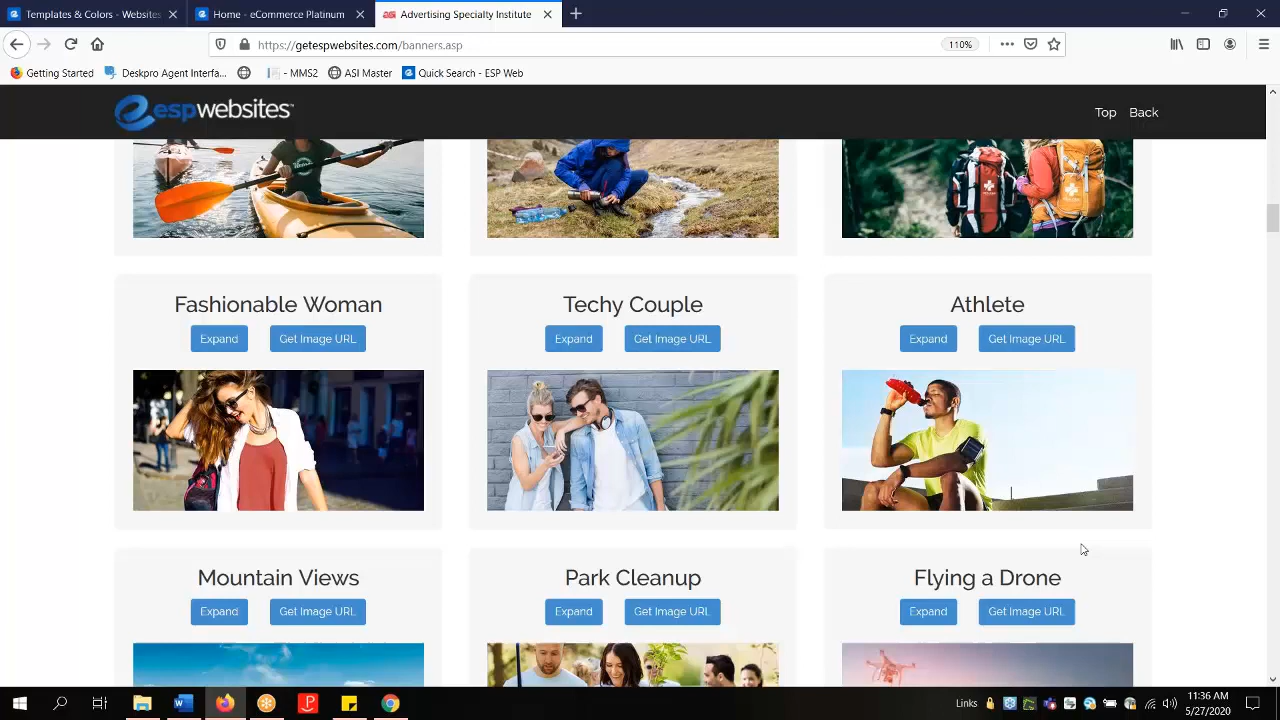 Templates & Colors - Websites
Home - eCommerce Platinum
Advertising Specialty Institute
https://getespwebsites.com/banners.asp
110%
Getting Started
Deskpro Agent Interfa...
- MMS2
ASI Master
Quick Search - ESP Web
espwebsites™
Top
Back
Fashionable Woman
Techy Couple
Athlete
Expand
Get Image URL
Expand
Get Image URL
Expand
Get Image URL
Mountain Views
Park Cleanup
Flying a Drone
Expand
Get Image URL
Expand
Get Image URL
Expand
Get Image URL
Links
11:36 AM
5/27/2020